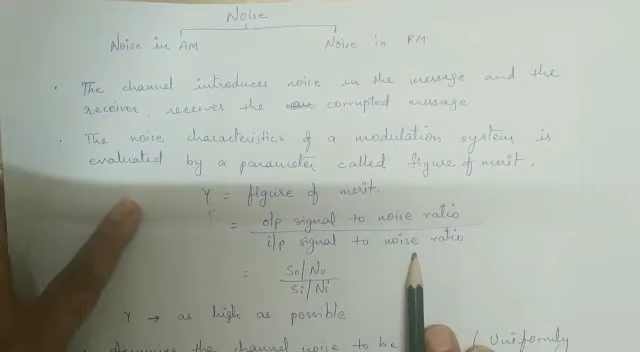 Noise
Noise in AM Noise in FM
• The channel introduces noise in the message and the
receiver, receives the corrupted message
• The noise characteristics of a modulation system is
evaluated by a parameter called figure of merit.
γ = figure of merit.
= o/p signal to noise ratio
i/p signal to noise ratio
= So/No
Si/Ni
γ → as high as possible
the channel noise to be (Uniformly